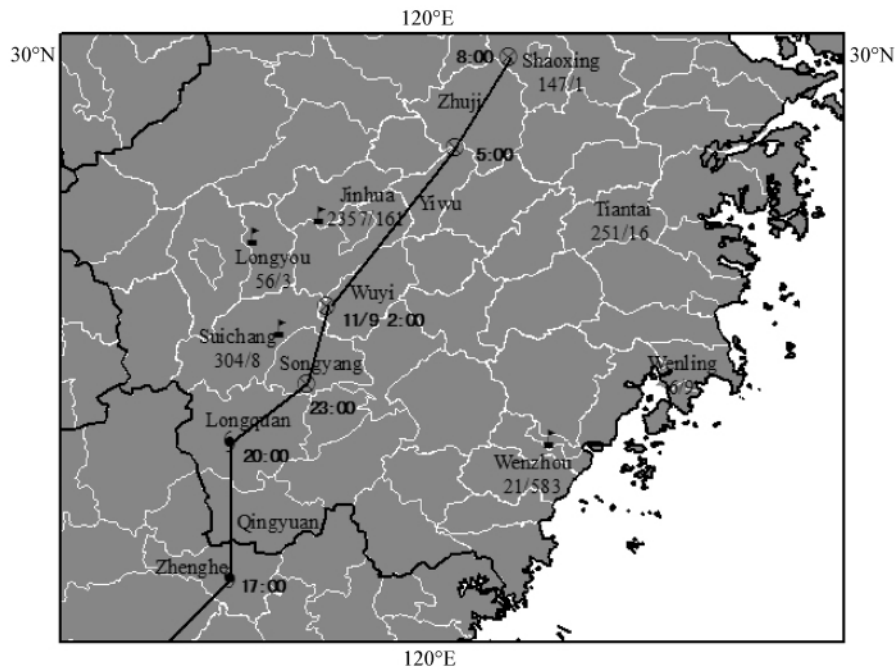 120°E
30°N
30°N
8:00
Shaoxing
147/1
Zhuji
5:00
Jinhua
2357/161
Yiwu
Tiantai
251/16
Longyou
56/3
Wuyi
11/9 2:00
Suichang
304/8
Songyang
Wenling
23:00
Longquan
20:00
Wenzhou
21/583
Qingyuan
Zhenghe
17:00
120°E